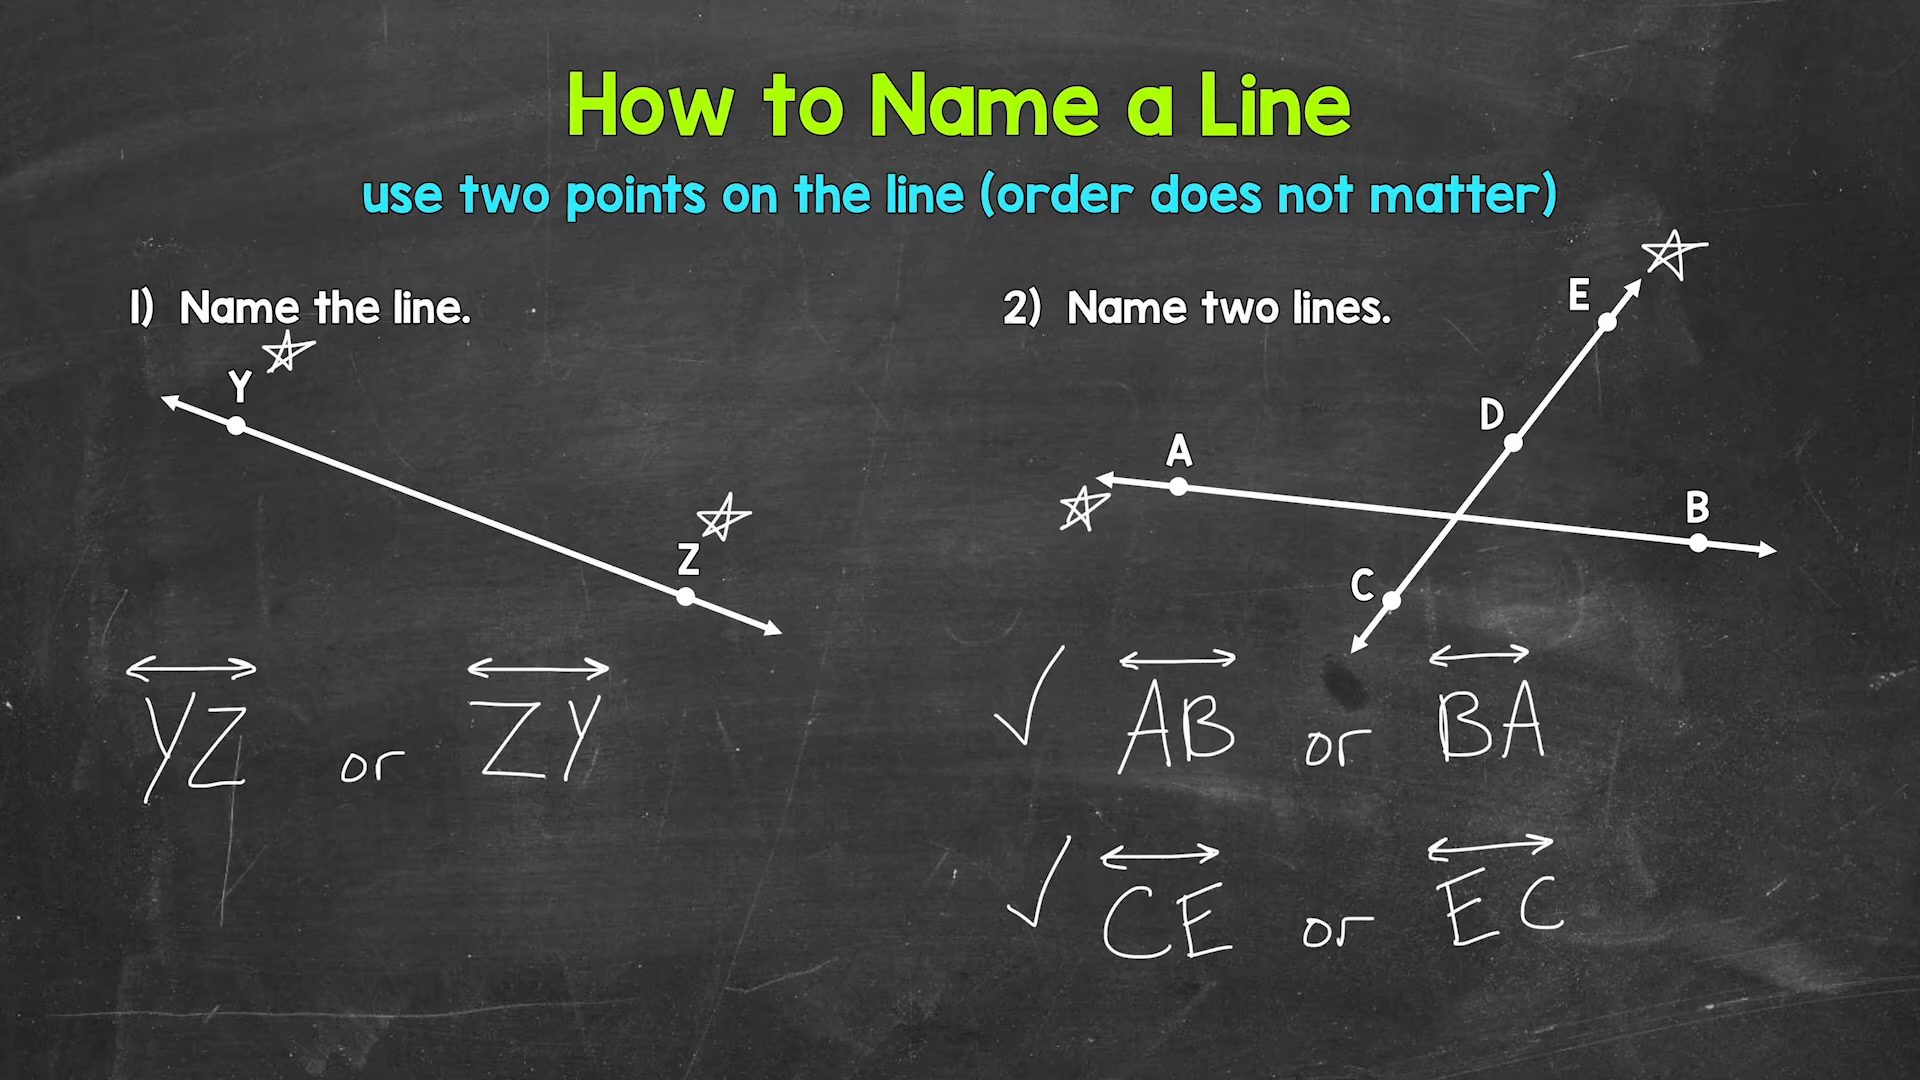 How to Name a Line
use two points on the line (order does not matter)
1) Name the line.
Y
Z
YZ or ZY
2) Name two lines.
E
D
A
B
C
AB or BA
CE or EC